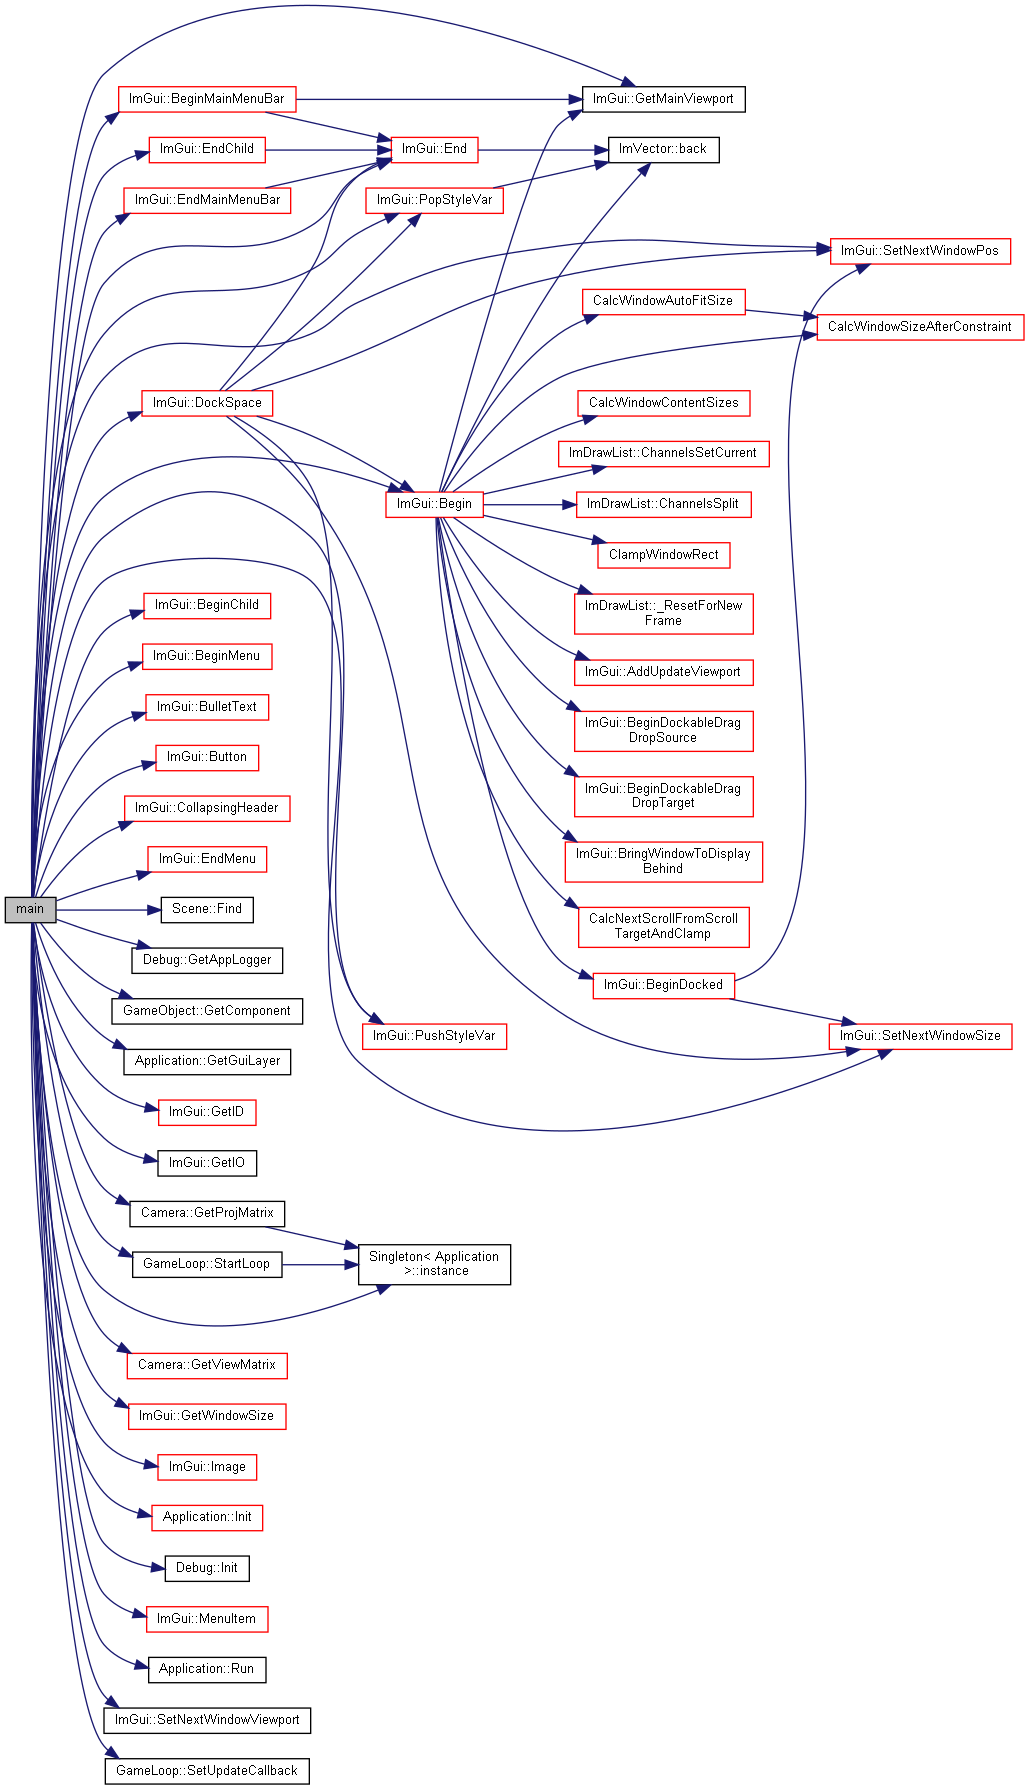 main
ImGui::BeginMainMenuBar
ImGui::EndChild
ImGui::EndMainMenuBar
ImGui::DockSpace
ImGui::BeginChild
ImGui::BeginMenu
ImGui::BulletText
ImGui::Button
ImGui::CollapsingHeader
ImGui::EndMenu
Scene::Find
Debug::GetAppLogger
GameObject::GetComponent
Application::GetGuiLayer
ImGui::GetID
ImGui::GetIO
Camera::GetProjMatrix
GameLoop::StartLoop
Camera::GetViewMatrix
ImGui::GetWindowSize
ImGui::Image
Application::Init
Debug::Init
ImGui::MenuItem
Application::Run
ImGui::SetNextWindowViewport
GameLoop::SetUpdateCallback
ImGui::End
ImGui::PopStyleVar
ImGui::Begin
ImGui::PushStyleVar
Singleton< Application
>::instance
ImGui::GetMainViewport
ImVector::back
CalcWindowAutoFitSize
CalcWindowContentSizes
ImDrawList::ChannelsSetCurrent
ImDrawList::ChannelsSplit
ClampWindowRect
ImDrawList::_ResetForNew
Frame
ImGui::AddUpdateViewport
ImGui::BeginDockableDrag
DropSource
ImGui::BeginDockableDrag
DropTarget
ImGui::BringWindowToDisplay
Behind
CalcNextScrollFromScroll
TargetAndClamp
ImGui::BeginDocked
ImGui::SetNextWindowPos
CalcWindowSizeAfterConstraint
ImGui::SetNextWindowSize